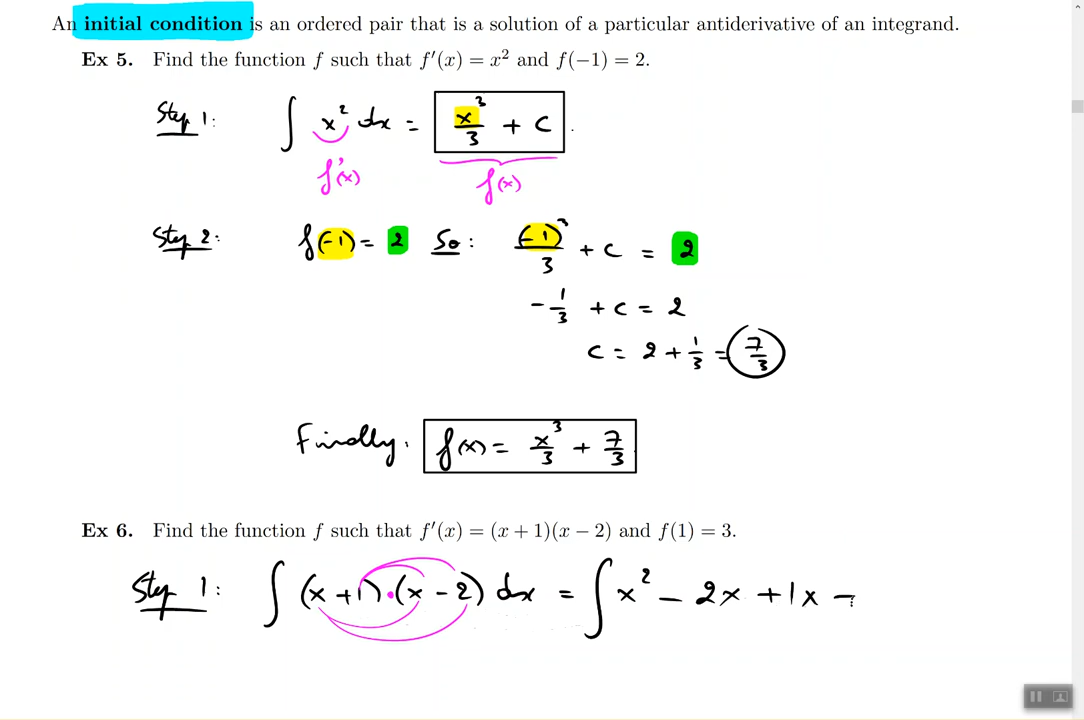 An initial condition is an ordered pair that is a solution of a particular antiderivative of an integrand.
Ex 5. Find the function f such that f′(x) = x² and f(−1) = 2.
Step 1: ∫ x² dx = x³/3 + C
f'(x) f(x)
Step 2: f(−1) = 2 So: (−1)³/3 + C = 2
−1/3 + C = 2
C = 2 + 1/3 = 7/3
Finally, f(x) = x³/3 + 7/3
Ex 6. Find the function f such that f′(x) = (x + 1)(x − 2) and f(1) = 3.
Step 1: ∫ (x + 1)·(x − 2) dx = ∫ x² − 2x + 1x −